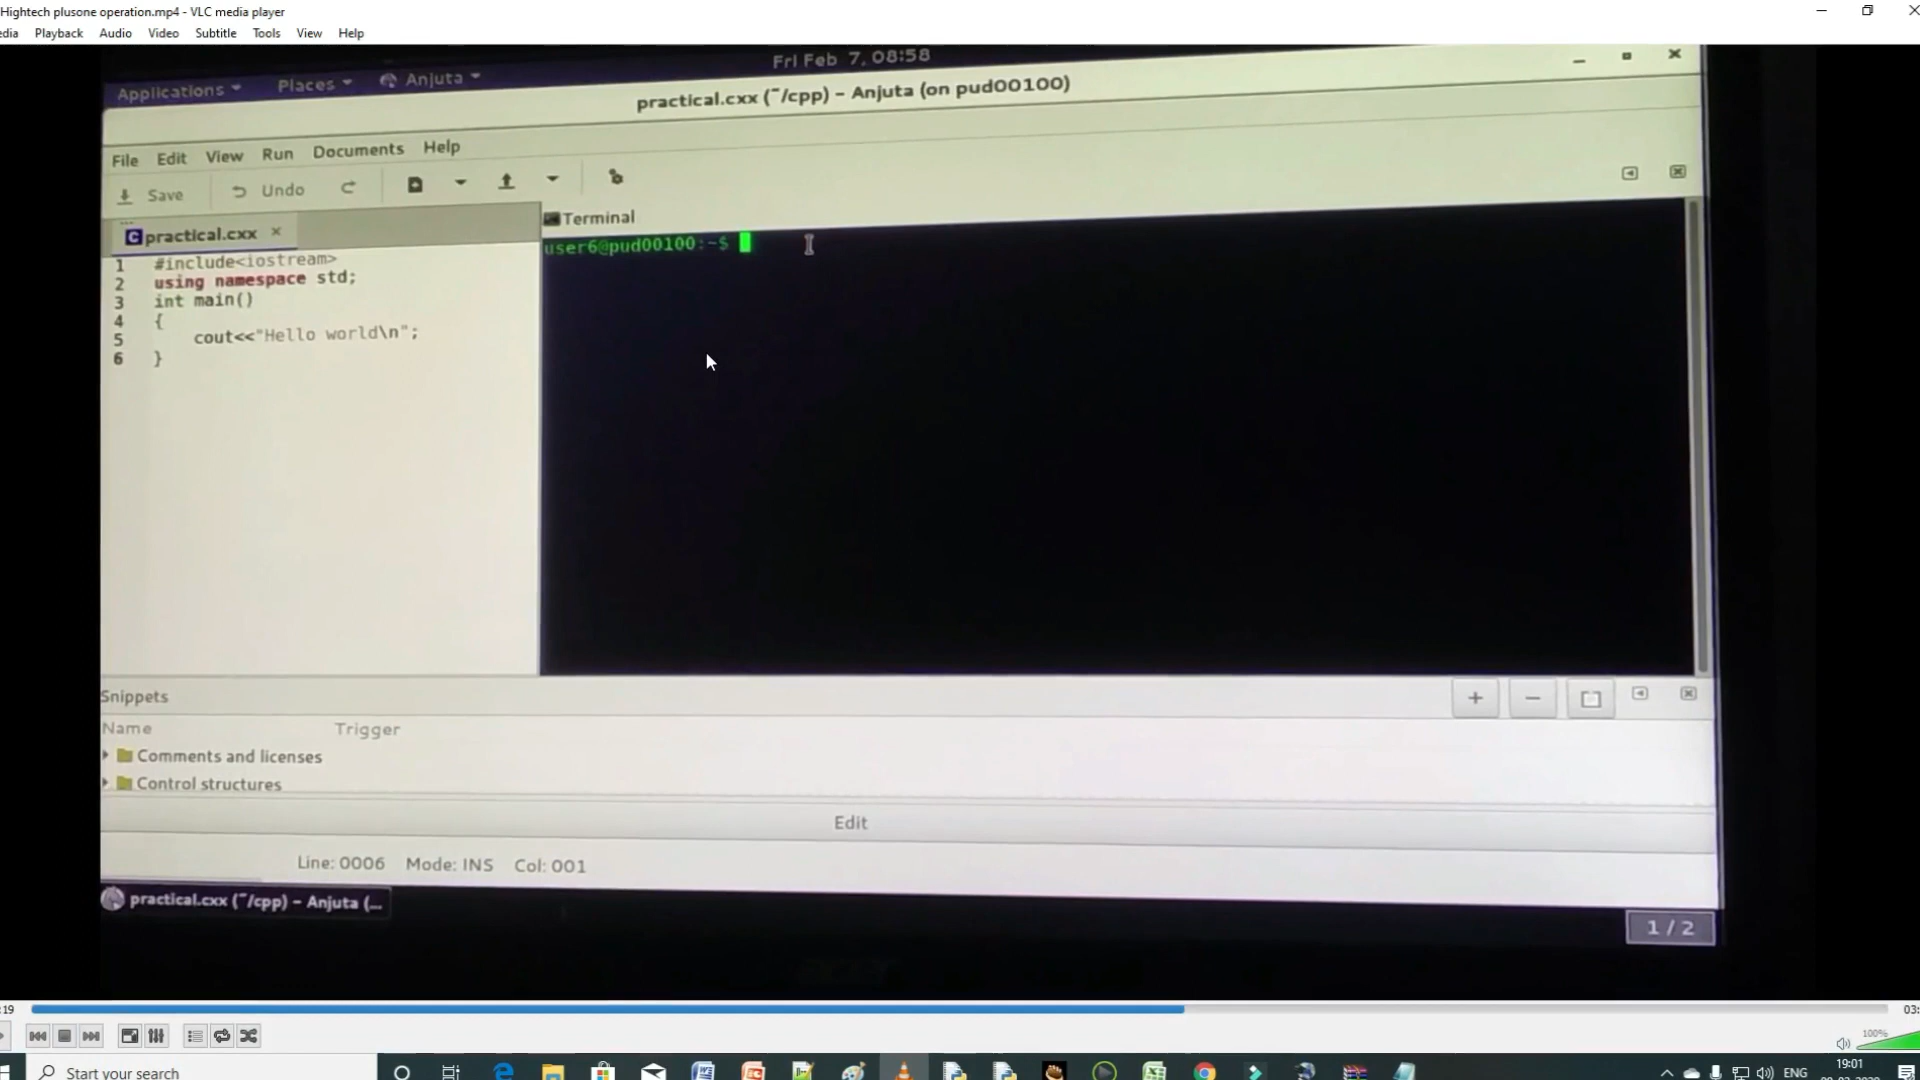 Hightech plusone operation.mp4 - VLC media player
edia Playback Audio Video Subtitle Tools View Help
Fri Feb 7, 08:58
Applications Places Anjuta
practical.cxx (~/cpp) - Anjuta (on pud00100)
File Edit View Run Documents Help
Save Undo
Terminal
practical.cxx
user6@pud00100:~$
1 #include<iostream>
2 using namespace std;
3 int main()
4 {
5 cout<<"Hello world\n";
6 }
Snippets
Name Trigger
Comments and licenses
Control structures
Edit
Line: 0006 Mode: INS Col: 001
practical.cxx (~/cpp) - Anjuta (...
1 / 2
:19
03:
100%
Start your search
ENG
19:01